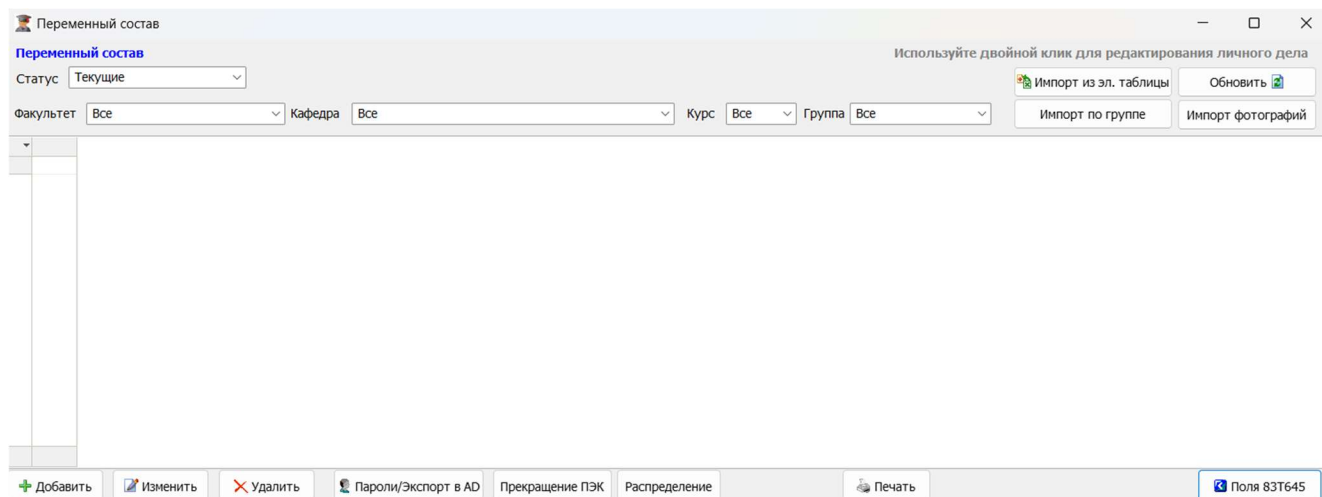 Переменный состав
Переменный состав
Используйте двойной клик для редактирования личного дела
Статус Текущие
Импорт из эл. таблицы Обновить
Факультет Все Кафедра Все Курс Все Группа Все Импорт по группе Импорт фотографий
Добавить Изменить Удалить Пароли/Экспорт в AD Прекращение ПЭК Распределение Печать Поля 83Т645